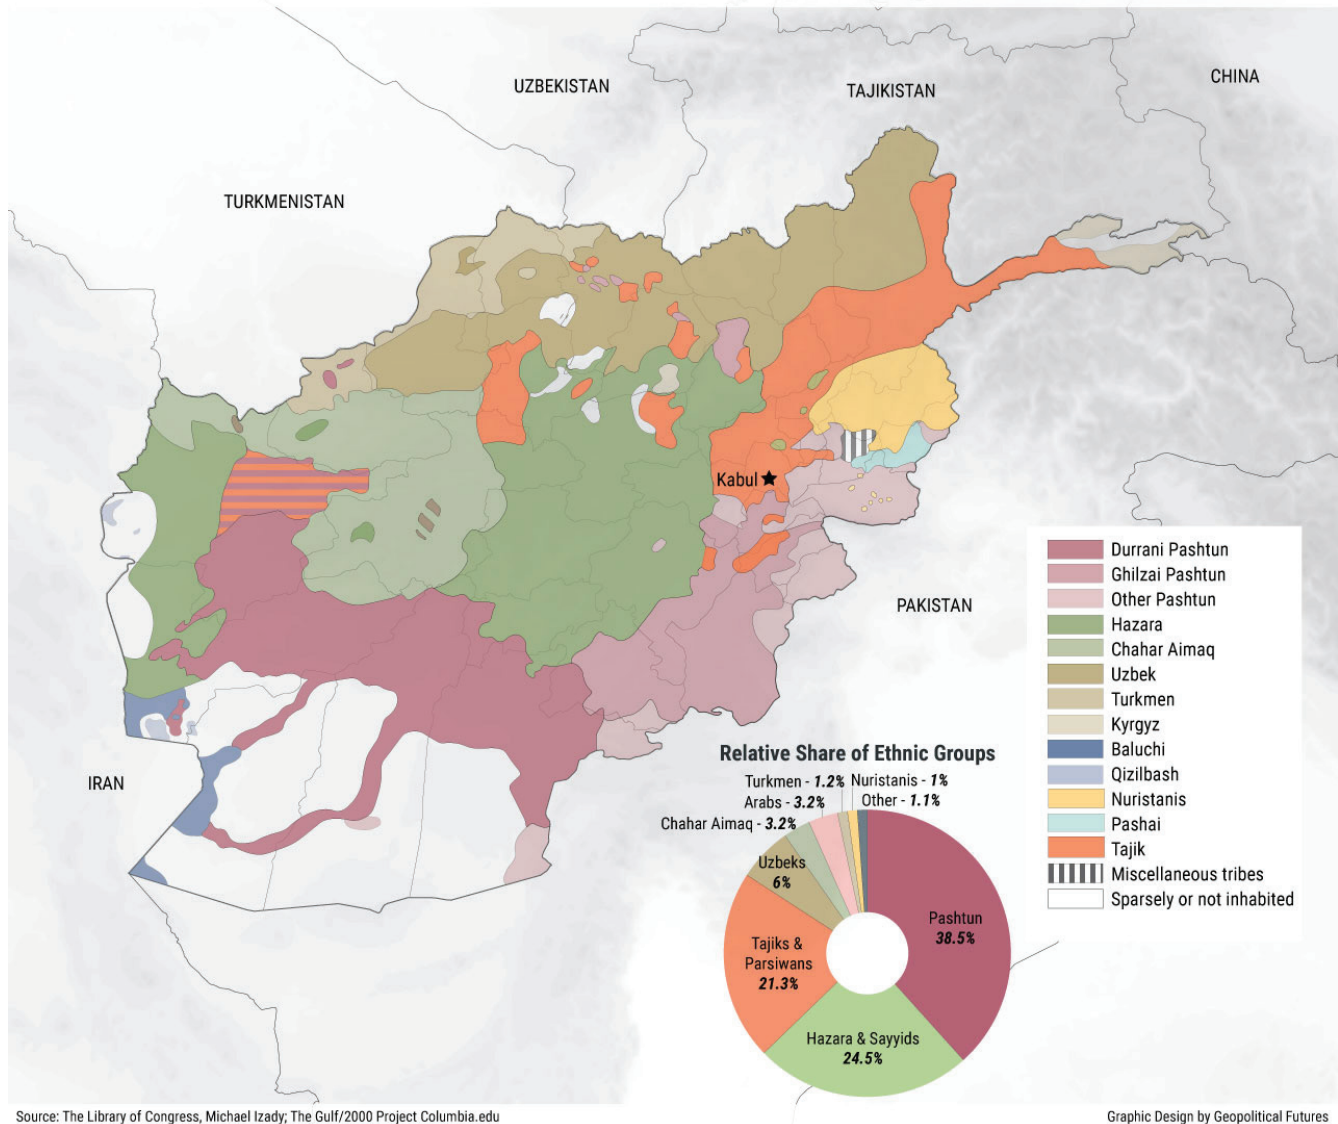 UZBEKISTAN
TAJIKISTAN
CHINA
TURKMENISTAN
Kabul
PAKISTAN
IRAN
Durrani Pashtun
Ghilzai Pashtun
Other Pashtun
Hazara
Chahar Aimaq
Uzbek
Turkmen
Kyrgyz
Baluchi
Qizilbash
Nuristanis
Pashai
Tajik
Miscellaneous tribes
Sparsely or not inhabited
Relative Share of Ethnic Groups
Turkmen - 1.2%
Nuristanis - 1%
Arabs - 3.2%
Other - 1.1%
Chahar Aimaq - 3.2%
Uzbeks
6%
Pashtun
38.5%
Tajiks &
Parsiwans
21.3%
Hazara & Sayyids
24.5%
Source: The Library of Congress, Michael Izady; The Gulf/2000 Project Columbia.edu
Graphic Design by Geopolitical Futures